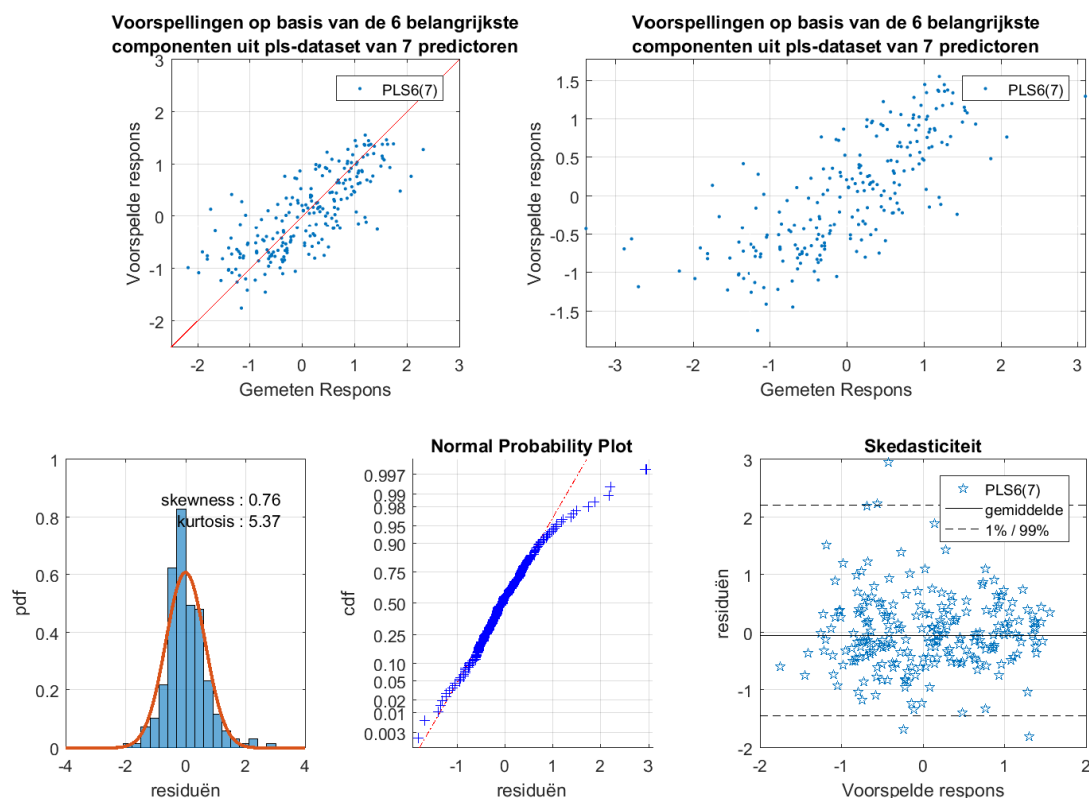 Voorspellingen op basis van de 6 belangrijkste
componenten uit pls-dataset van 7 predictoren
3
2
1
0
-1
-2
-2
-1
0
1
2
3
Voorspelde respons
Gemeten Respons
PLS6(7)
Voorspellingen op basis van de 6 belangrijkste
componenten uit pls-dataset van 7 predictoren
1.5
1
0.5
0
-0.5
-1
-1.5
-3
-2
-1
0
1
2
3
Voorspelde respons
Gemeten Respons
PLS6(7)
1
0.8
0.6
0.4
0.2
0
-4
-2
0
2
4
pdf
residuën
skewness : 0.76
kurtosis : 5.37
Normal Probability Plot
0.997
0.99
0.98
0.95
0.90
0.75
0.50
0.25
0.10
0.05
0.02
0.01
0.003
-1
0
1
2
3
cdf
residuën
Skedasticiteit
3
2
1
0
-1
-2
-2
-1
0
1
2
residuën
Voorspelde respons
PLS6(7)
gemiddelde
1% / 99%